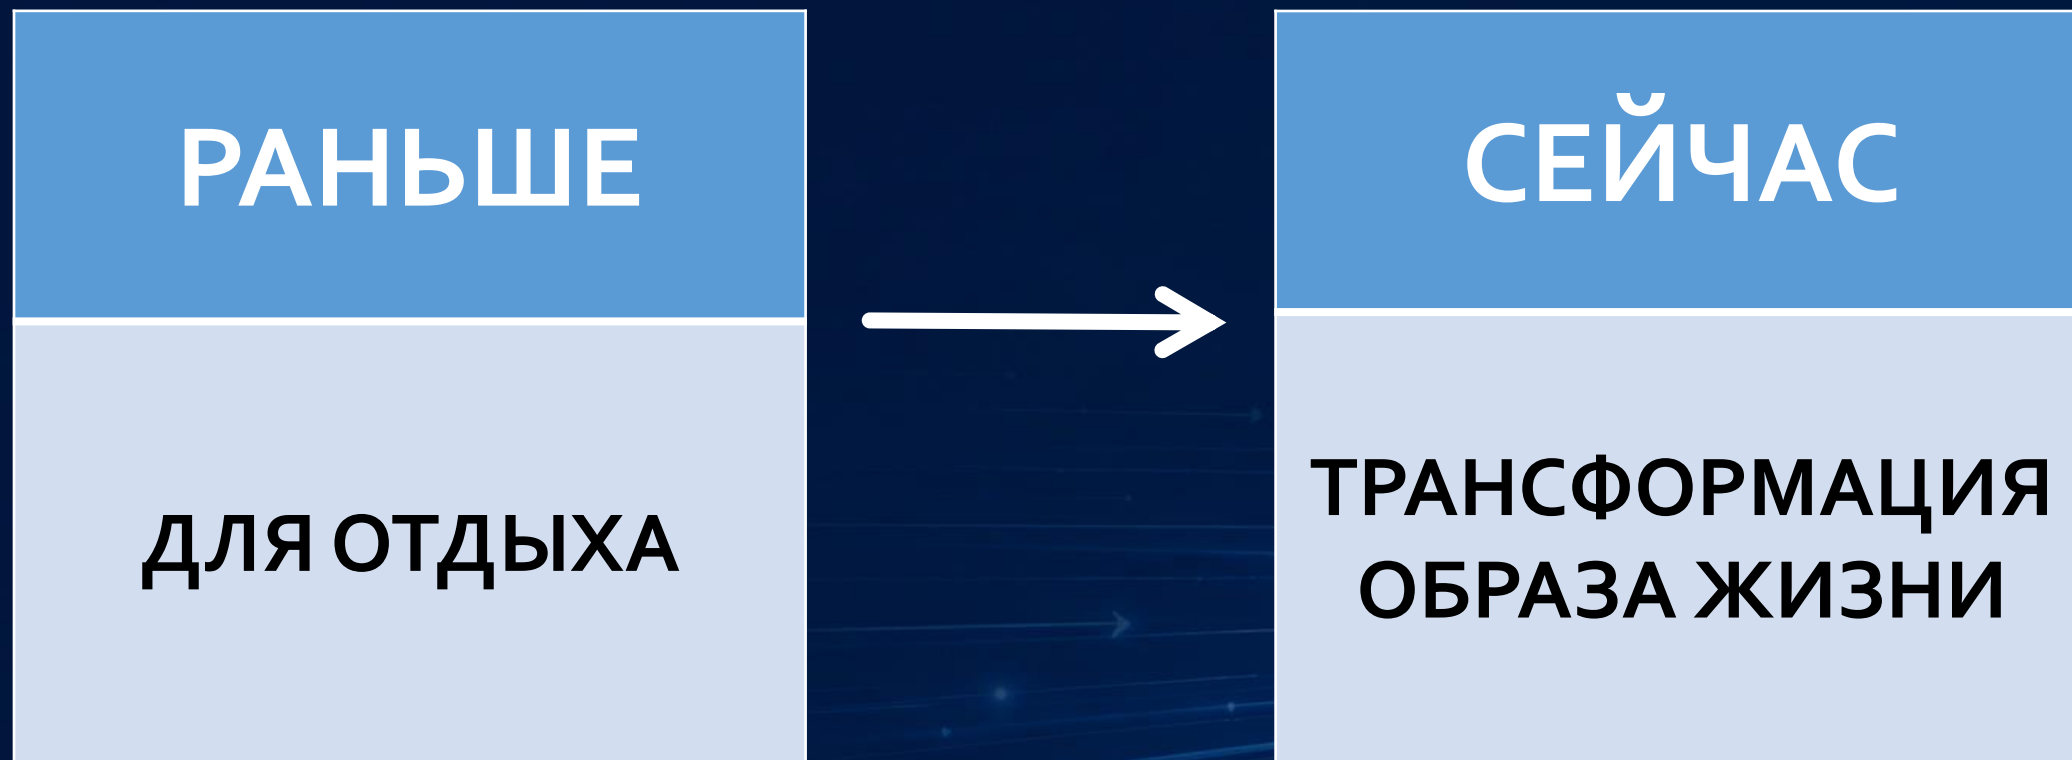 РАНЬШЕ
ДЛЯ ОТДЫХА
СЕЙЧАС
ТРАНСФОРМАЦИЯ
ОБРАЗА ЖИЗНИ